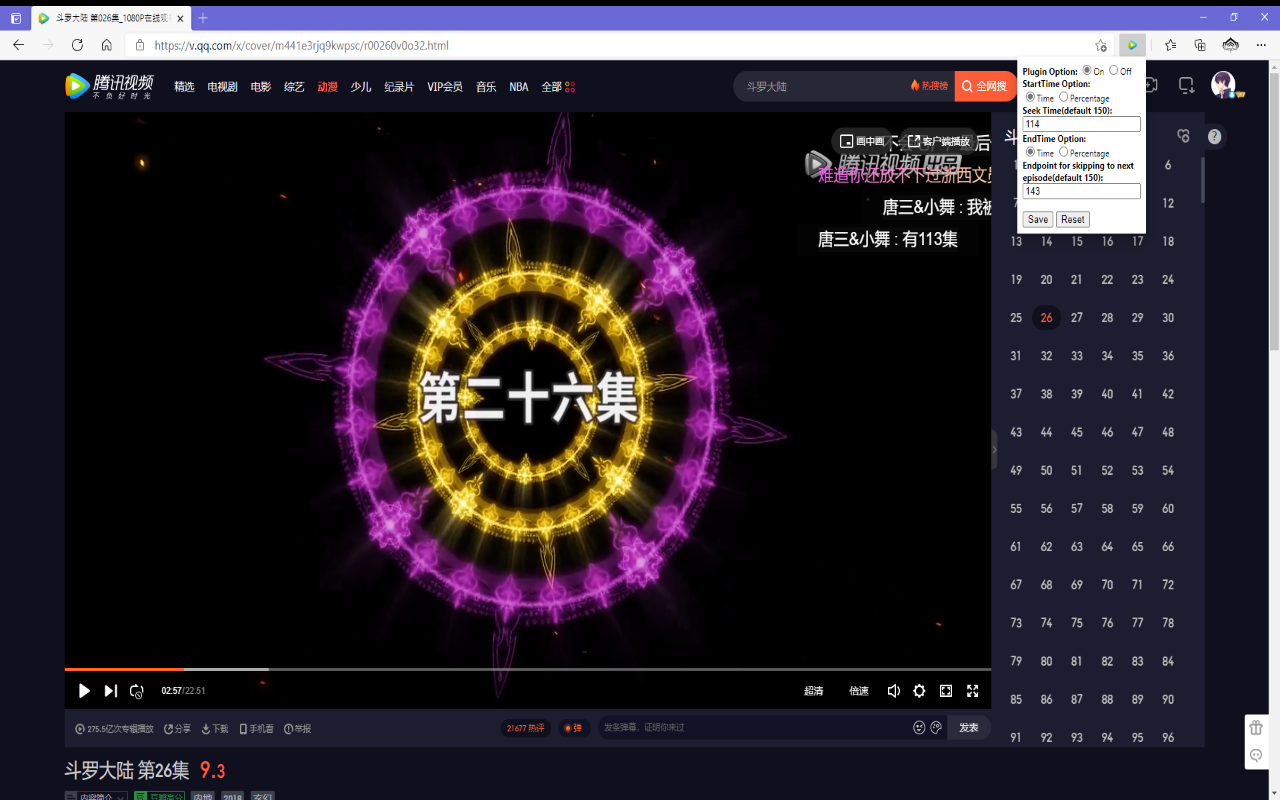 斗罗大陆 第026集_1080P在线观
https://v.qq.com/x/cover/m441e3rjq9kwpsc/r00260v0o32.html
腾讯视频
不负好时光
精选 电视剧 电影 综艺 动漫 少儿 纪录片 VIP会员 音乐 NBA 全部
斗罗大陆 热搜榜 全网搜
Plugin Option: On Off
StartTime Option:
Time Percentage
Seek Time(default 150):
114
EndTime Option:
Time Percentage
Endpoint for skipping to next
episode(default 150):
143
Save Reset
画中画 客户端播放
腾讯视频 出品
难道你还放不下过浙西文
唐三&小舞 : 我被
唐三&小舞 : 有113集
第二十六集
斗
6
12
13 14 15 16 17 18
19 20 21 22 23 24
25 26 27 28 29 30
31 32 33 34 35 36
37 38 39 40 41 42
43 44 45 46 47 48
49 50 51 52 53 54
55 56 57 58 59 60
61 62 63 64 65 66
67 68 69 70 71 72
73 74 75 76 77 78
79 80 81 82 83 84
85 86 87 88 89 90
91 92 93 94 95 96
02:57/22:51
超清 倍速
275.5亿次专辑播放 分享 下载 手机看 举报
21677 热评 弹 发条弹幕，证明你来过 发表
斗罗大陆 第26集 9.3
内容简介 豆瓣高分 内地 2018 玄幻